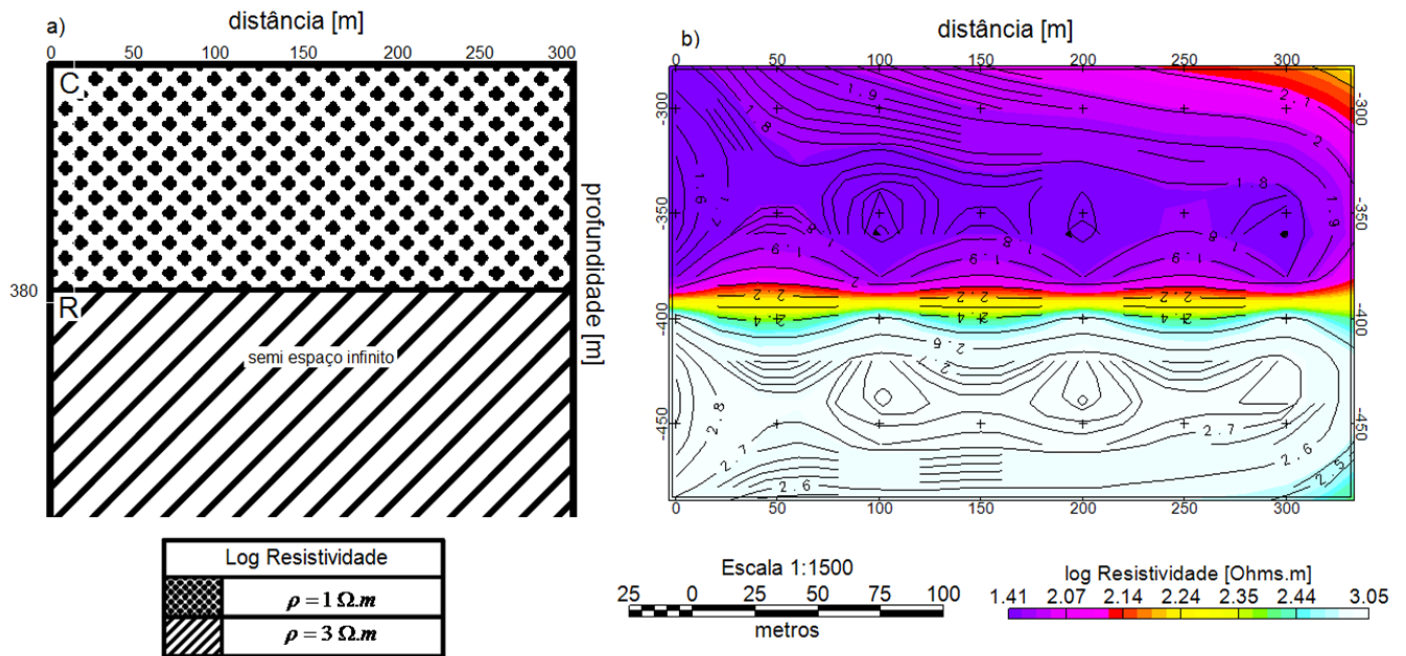 a)
distância [m]
0 50 100 150 200 250 300
C
380
R
semi espaço infinito
profundidade [m]
Log Resistividade
ρ = 1 Ω.m
ρ = 3 Ω.m
b)
distância [m]
0 50 100 150 200 250 300
-300 -300
-350 -350
-400 -400
-450 -450
1.9
2.1
2
1.8
1.6
1.7
1.8
1.9
1.8
1.9
1.8
1.9
1.9
2
2.2 2.2 2.2
2.4 2.4 2.4
2.6
2.7
2.8
2.7
2.7
2.6
2.6
2.5
0 50 100 150 200 250 300
Escala 1:1500
25 0 25 50 75 100
metros
log Resistividade [Ohms.m]
1.41 2.07 2.14 2.24 2.35 2.44 3.05